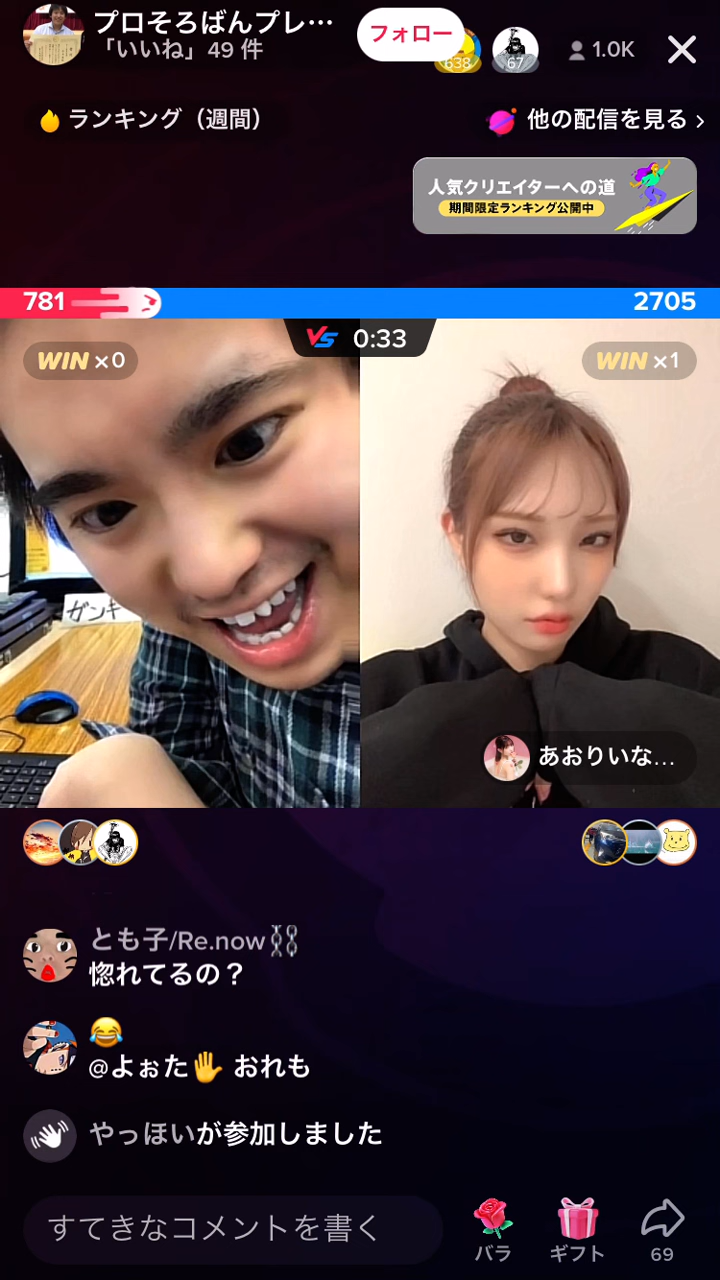 プロそろばんプレ…
「いいね」49 件
フォロー
638
67
1.0K
ランキング（週間）
他の配信を見る ›
人気クリエイターへの道
期間限定ランキング公開中
781
2705
VS 0:33
WIN ×0
WIN ×1
ガンキ
あおりいな…
とも子/Re.now⛓⛓
惚れてるの？
😂
@よぉた🖐 おれも
やっほいが参加しました
すてきなコメントを書く
バラ
ギフト
69